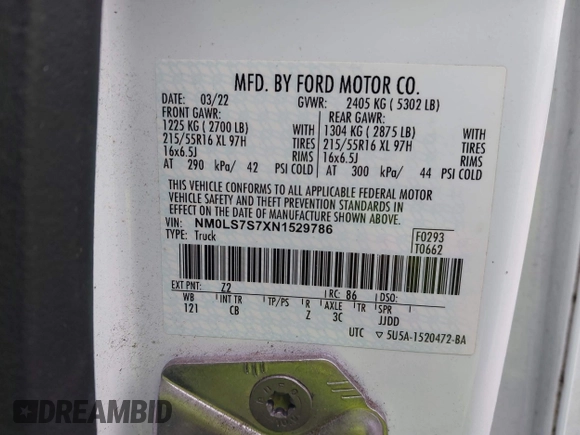 MFD. BY FORD MOTOR CO.
DATE: 03/22 GVWR: 2405 KG ( 5302 LB)
FRONT GAWR: REAR GAWR:
1225 KG ( 2700 LB) WITH 1304 KG ( 2875 LB) WITH
215/55R16 XL 97H TIRES 215/55R16 XL 97H TIRES
16x6.5J RIMS 16x6.5J RIMS
AT 290 kPa/ 42 PSI COLD AT 300 kPa/ 44 PSI COLD
THIS VEHICLE CONFORMS TO ALL APPLICABLE FEDERAL MOTOR
VEHICLE SAFETY AND THEFT PREVENTION STANDARDS IN
EFFECT ON THE DATE OF MANUFACTURE SHOWN ABOVE.
VIN: NM0LS7S7XN1529786 F0293
TYPE: Truck T0662
EXT PNT: Z2 RC: 86 DSO:
WB INT TR TP/PS R AXLE TR SPR
121 CB Z 3C JJDD
UTC ▽ 5U5A-1520472-BA
DREAMBID